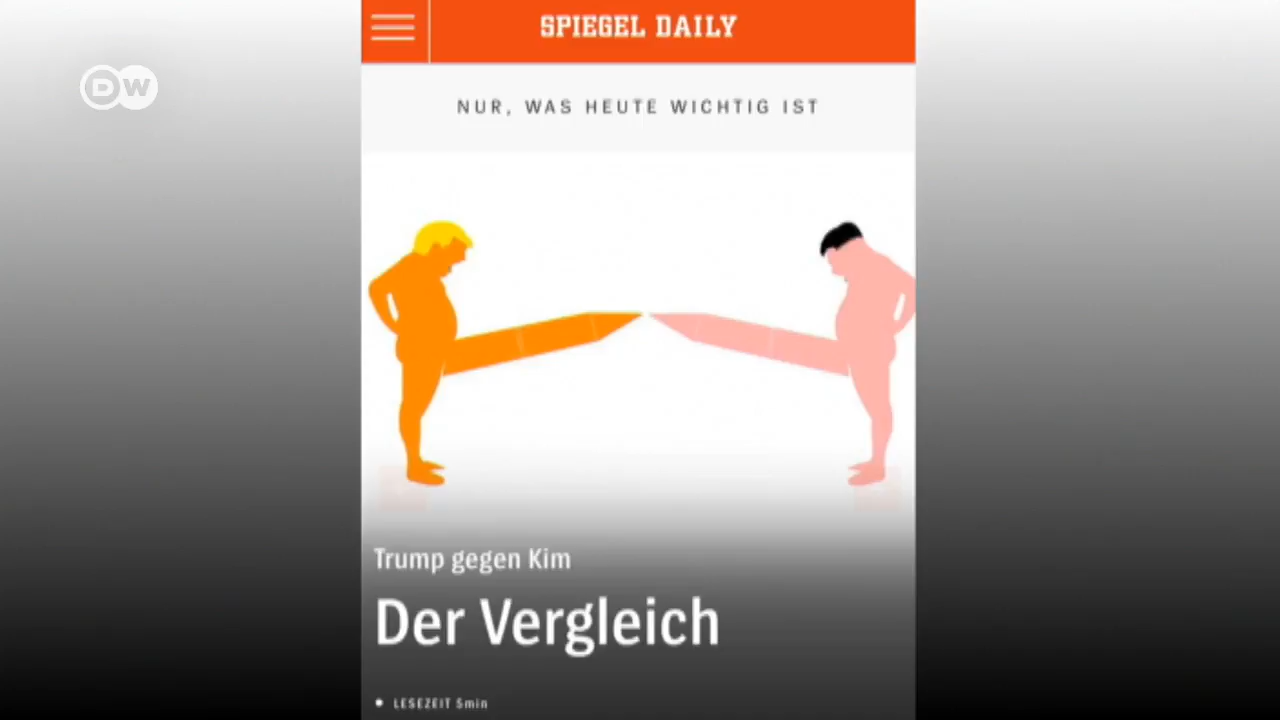 SPIEGEL DAILY
DW
NUR, WAS HEUTE WICHTIG IST
Trump gegen Kim
Der Vergleich
LESEZEIT 5min